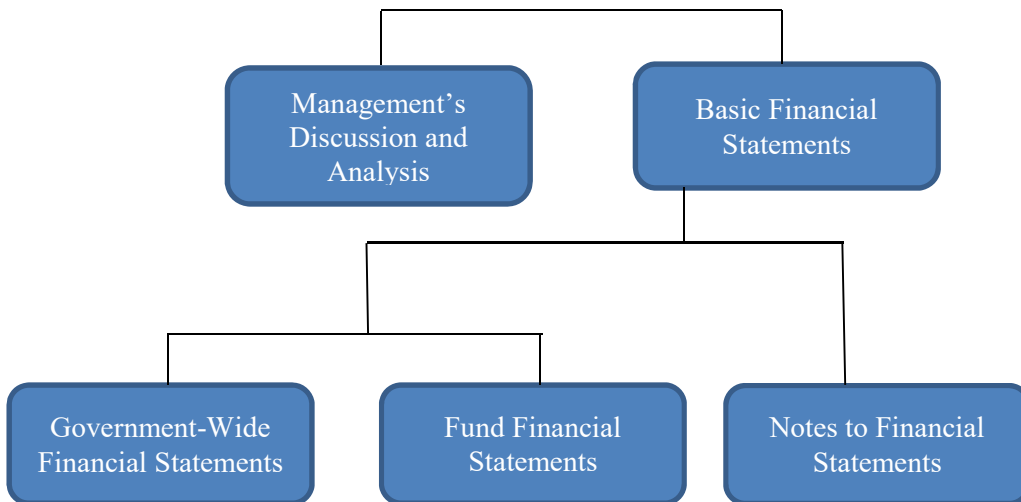 Management’s
Discussion and
Analysis
Basic Financial
Statements
Government-Wide
Financial Statements
Fund Financial
Statements
Notes to Financial
Statements